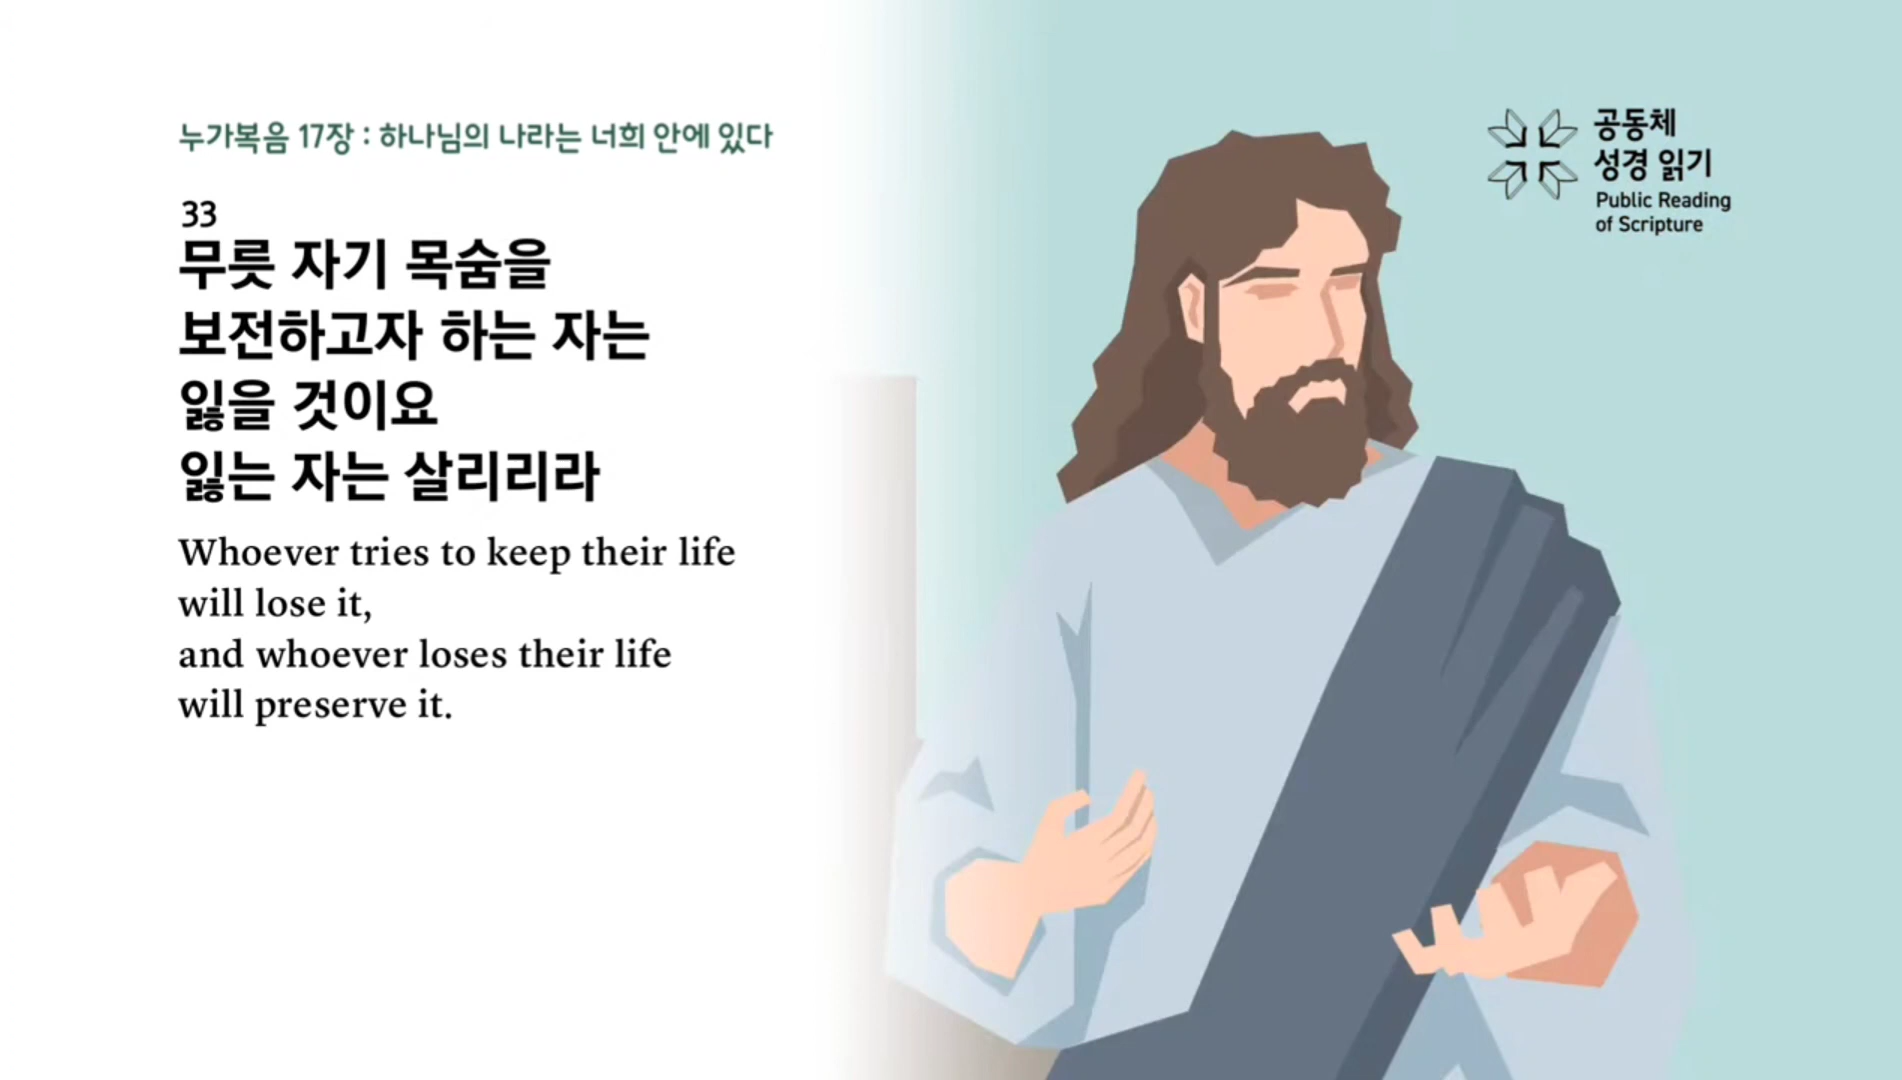 누가복음 17장 : 하나님의 나라는 너희 안에 있다
33
무릇 자기 목숨을
보전하고자 하는 자는
잃을 것이요
잃는 자는 살리리라
Whoever tries to keep their life
will lose it,
and whoever loses their life
will preserve it.
공동체
성경 읽기
Public Reading
of Scripture